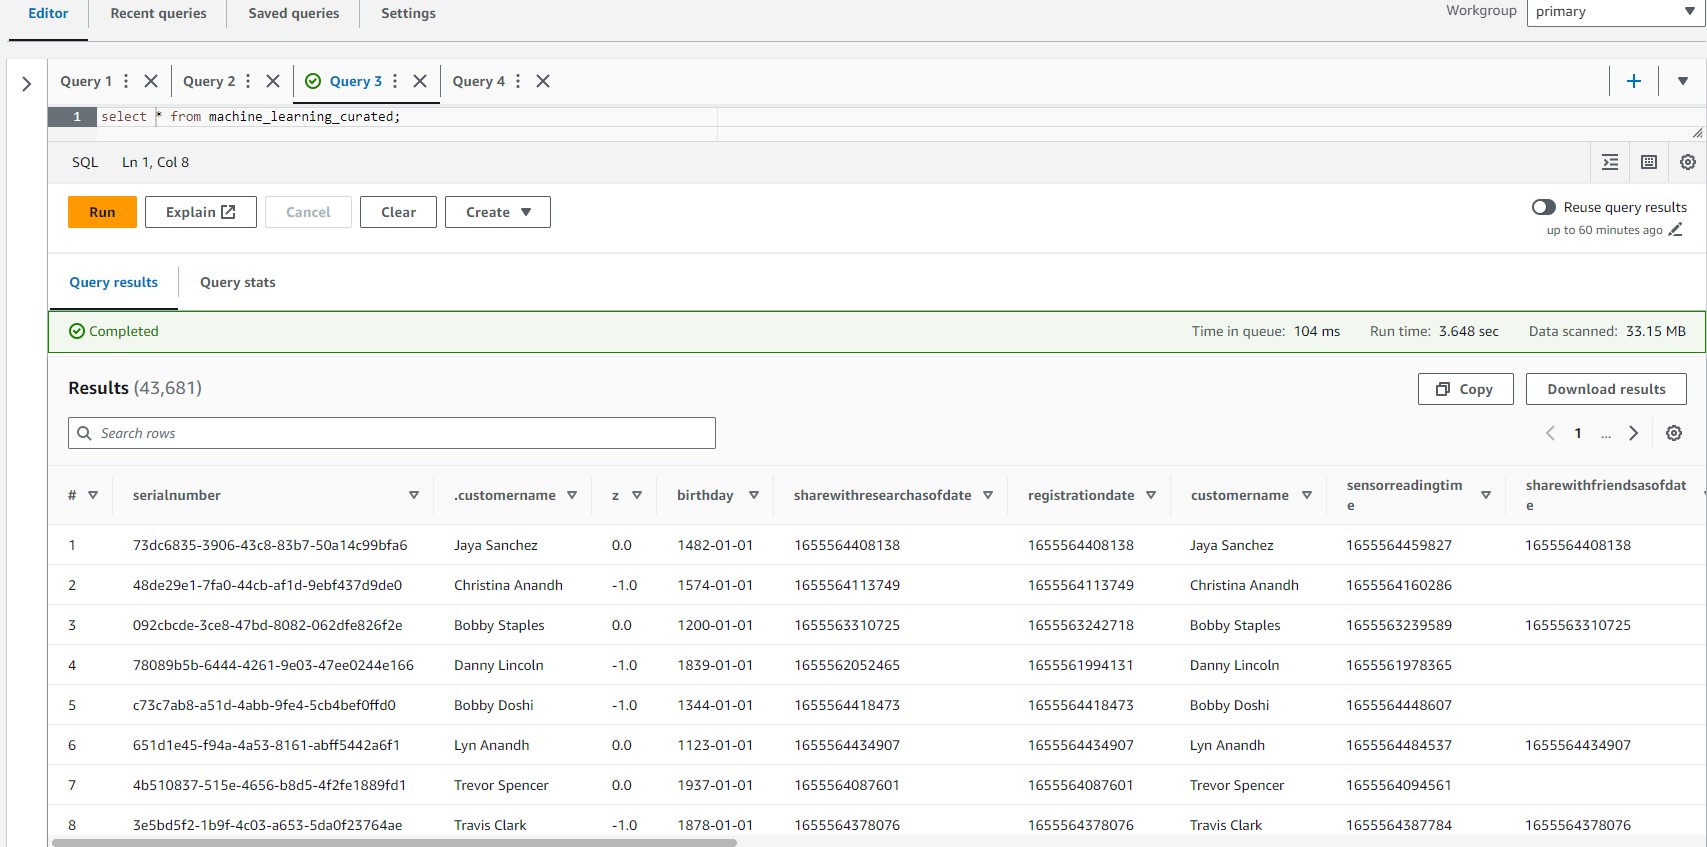 Editor Recent queries Saved queries Settings Workgroup primary
Query 1 Query 2 Query 3 Query 4
1 select * from machine_learning_curated;
SQL Ln 1, Col 8
Run Explain Cancel Clear Create Reuse query results
up to 60 minutes ago
Query results Query stats
Completed Time in queue: 104 ms Run time: 3.648 sec Data scanned: 33.15 MB
Results (43,681) Copy Download results
Search rows 1 ...
# serialnumber .customername z birthday sharewithresearchasofdate registrationdate customername sensorreadingtim sharewithfriendsasofdat
e e
1 73dc6835-3906-43c8-83b7-50a14c99bfa6 Jaya Sanchez 0.0 1482-01-01 1655564408138 1655564408138 Jaya Sanchez 1655564459827 1655564408138
2 48de29e1-7fa0-44cb-af1d-9ebf437d9de0 Christina Anandh -1.0 1574-01-01 1655564113749 1655564113749 Christina Anandh 1655564160286
3 092cbcde-3ce8-47bd-8082-062dfe826f2e Bobby Staples 0.0 1200-01-01 1655563310725 1655563242718 Bobby Staples 1655563239589 1655563310725
4 78089b5b-6444-4261-9e03-47ee0244e166 Danny Lincoln -1.0 1839-01-01 1655562052465 1655561994131 Danny Lincoln 1655561978365
5 c73c7ab8-a51d-4abb-9fe4-5cb4bef0ffd0 Bobby Doshi -1.0 1344-01-01 1655564418473 1655564418473 Bobby Doshi 1655564448607
6 651d1e45-f94a-4a53-8161-abff5442a6f1 Lyn Anandh 0.0 1123-01-01 1655564434907 1655564434907 Lyn Anandh 1655564484537 1655564434907
7 4b510837-515e-4656-b8d5-4f2fe1889fd1 Trevor Spencer 0.0 1937-01-01 1655564087601 1655564087601 Trevor Spencer 1655564094561
8 3e5bd5f2-1b9f-4c03-a653-5da0f23764ae Travis Clark -1.0 1878-01-01 1655564378076 1655564378076 Travis Clark 1655564387784 1655564378076